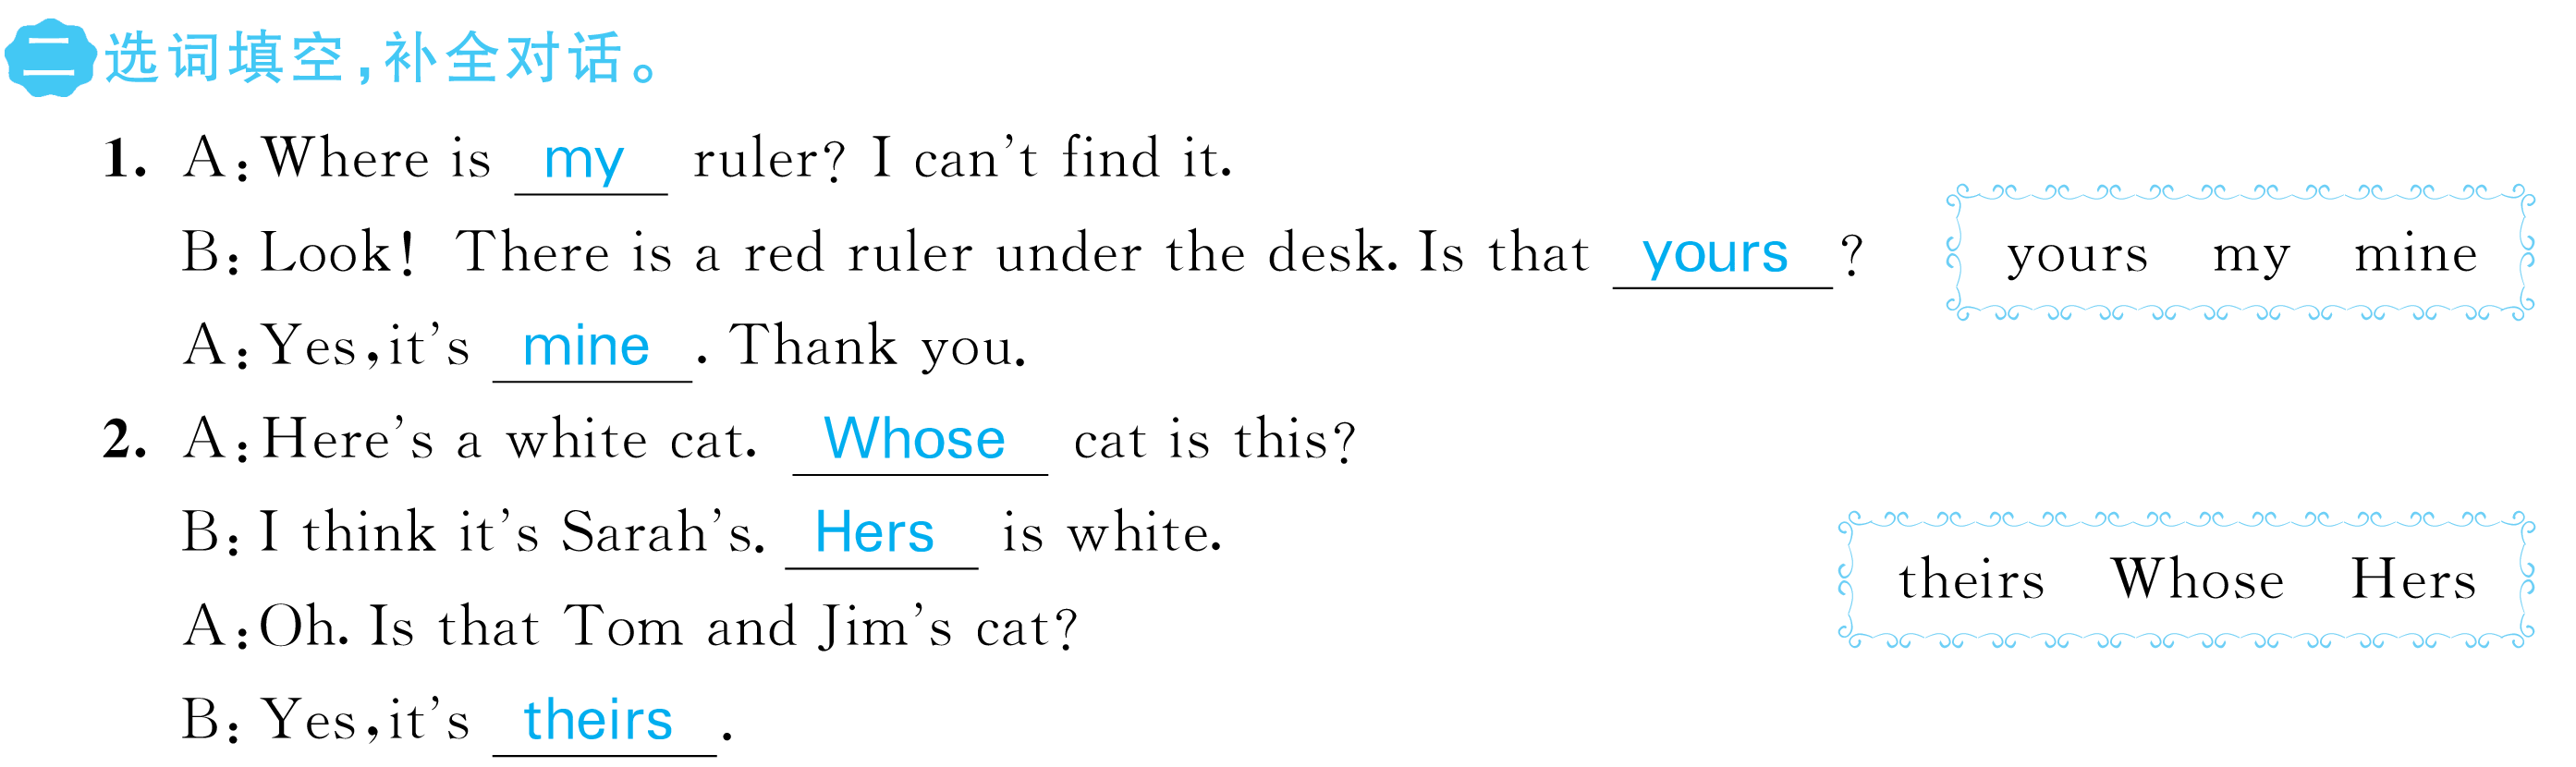 二 选词填空,补全对话。
1. A:Where is my ruler? I can't find it.
B: Look! There is a red ruler under the desk. Is that yours ?
yours my mine
A:Yes,it's mine. Thank you.
2. A:Here's a white cat. Whose cat is this?
B: I think it's Sarah's. Hers is white.
theirs Whose Hers
A:Oh. Is that Tom and Jim's cat?
B: Yes,it's theirs.